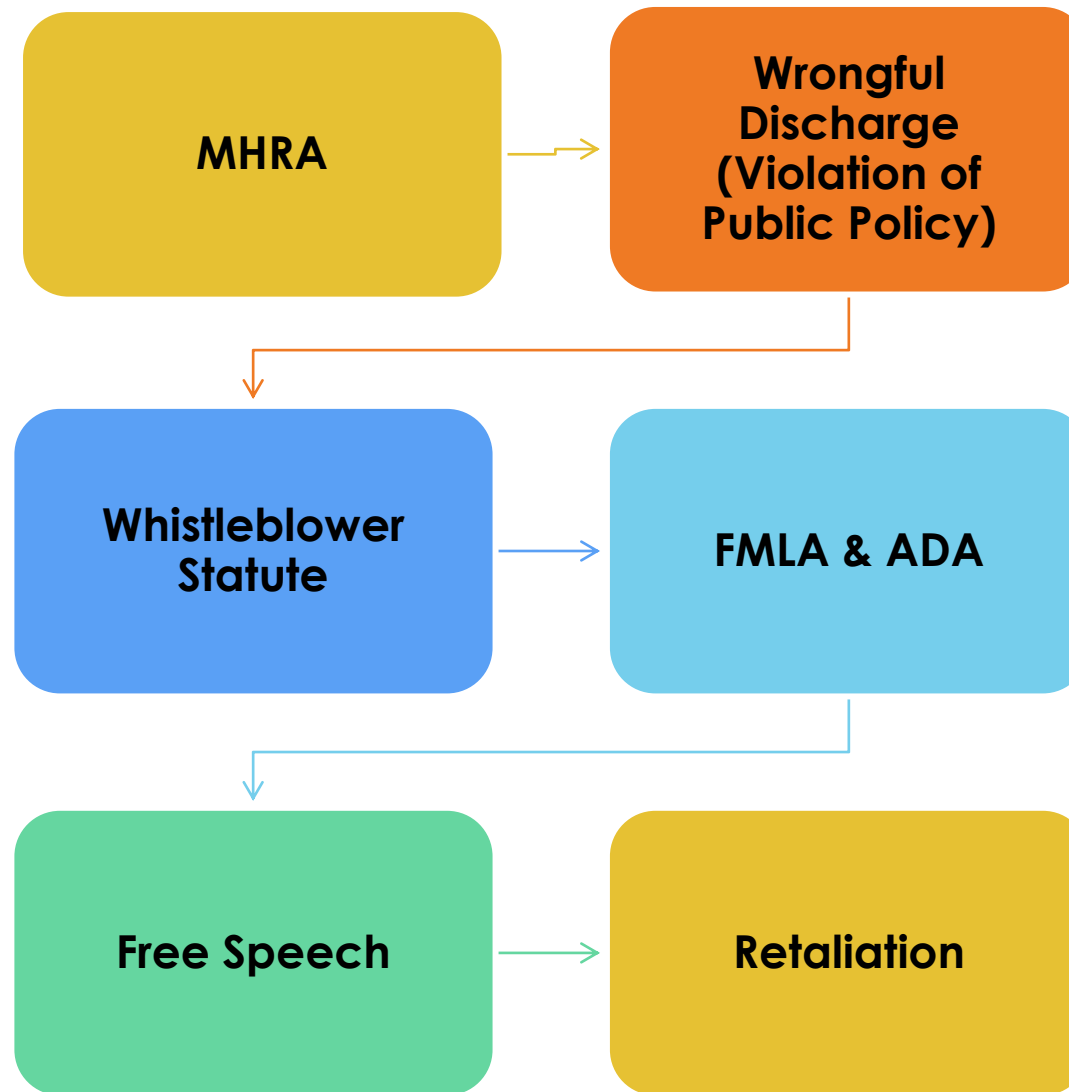 MHRA
Wrongful
Discharge
(Violation of
Public Policy)
Whistleblower
Statute
FMLA & ADA
Free Speech
Retaliation